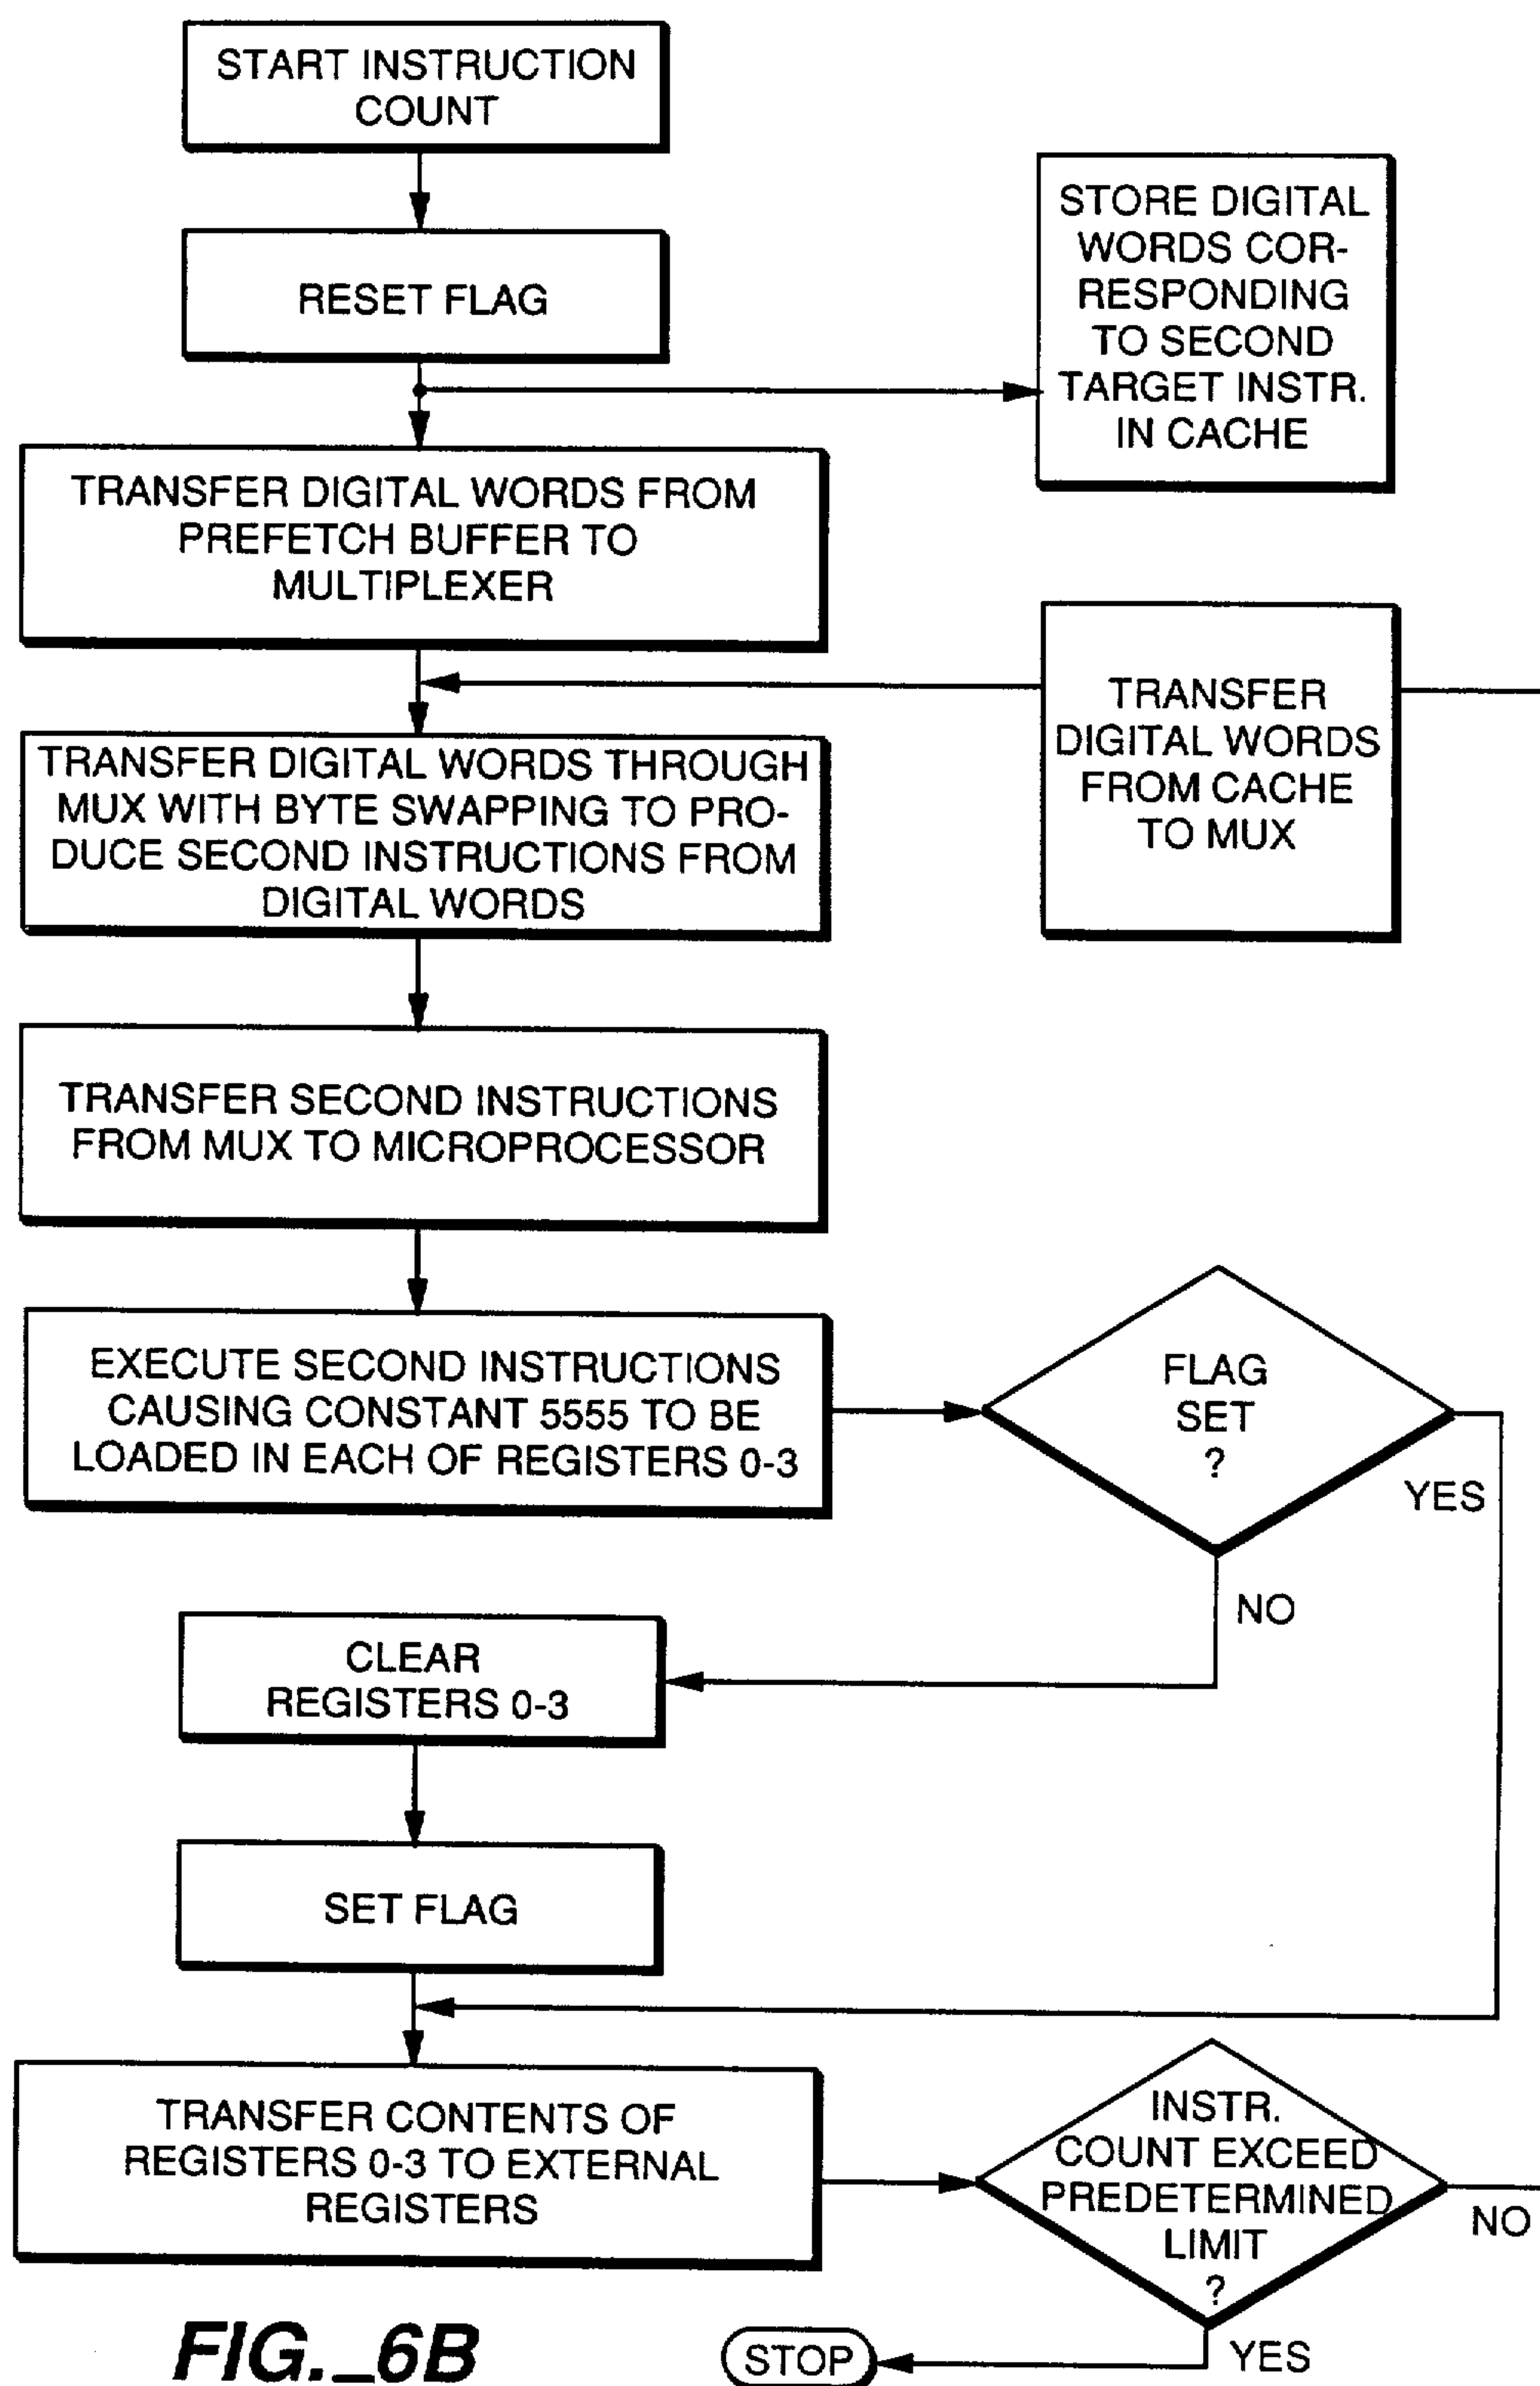 START INSTRUCTION
COUNT
RESET FLAG
STORE DIGITAL
WORDS COR-
RESPONDING
TO SECOND
TARGET INSTR.
IN CACHE
TRANSFER DIGITAL WORDS FROM
PREFETCH BUFFER TO
MULTIPLEXER
TRANSFER
DIGITAL WORDS
FROM CACHE
TO MUX
TRANSFER DIGITAL WORDS THROUGH
MUX WITH BYTE SWAPPING TO PRO-
DUCE SECOND INSTRUCTIONS FROM
DIGITAL WORDS
TRANSFER SECOND INSTRUCTIONS
FROM MUX TO MICROPROCESSOR
EXECUTE SECOND INSTRUCTIONS
CAUSING CONSTANT 5555 TO BE
LOADED IN EACH OF REGISTERS 0-3
FLAG
SET
?
YES
NO
CLEAR
REGISTERS 0-3
SET FLAG
TRANSFER CONTENTS OF
REGISTERS 0-3 TO EXTERNAL
REGISTERS
INSTR.
COUNT EXCEED
PREDETERMINED
LIMIT
?
NO
YES
STOP
FIG._6B